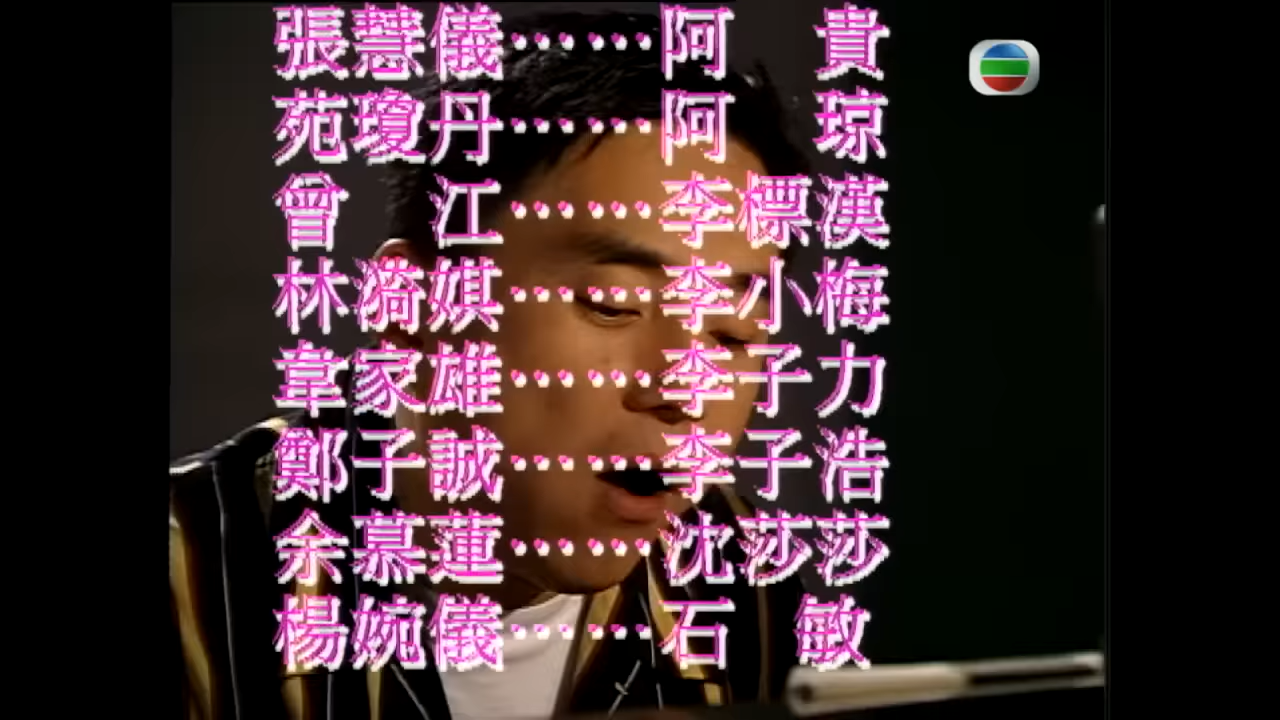 張慧儀⋯⋯阿貴
苑瓊丹⋯⋯阿琼
曾江⋯⋯李標漢
林漪娸⋯⋯李小梅
韋家雄⋯⋯李子力
鄭子誠⋯⋯李子浩
余慕蓮⋯⋯沈莎莎
楊婉儀⋯⋯石敏